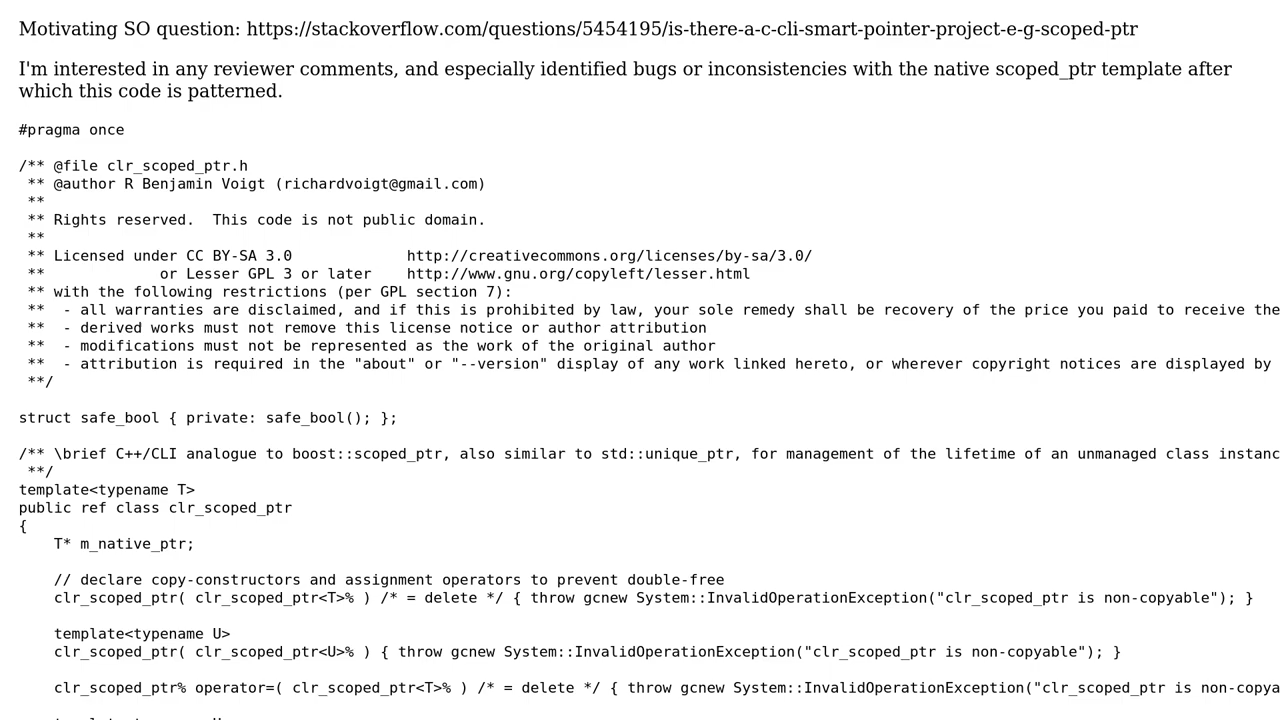 Motivating SO question: https://stackoverflow.com/questions/5454195/is-there-a-c-cli-smart-pointer-project-e-g-scoped-ptr
I'm interested in any reviewer comments, and especially identified bugs or inconsistencies with the native scoped_ptr template after
which this code is patterned.
#pragma once
/** @file clr_scoped_ptr.h
 ** @author R Benjamin Voigt (richardvoigt@gmail.com)
 **
 ** Rights reserved.  This code is not public domain.
 **
 ** Licensed under CC BY-SA 3.0             http://creativecommons.org/licenses/by-sa/3.0/
 **             or Lesser GPL 3 or later    http://www.gnu.org/copyleft/lesser.html
 ** with the following restrictions (per GPL section 7):
 **  - all warranties are disclaimed, and if this is prohibited by law, your sole remedy shall be recovery of the price you paid to receive the
 **  - derived works must not remove this license notice or author attribution
 **  - modifications must not be represented as the work of the original author
 **  - attribution is required in the "about" or "--version" display of any work linked hereto, or wherever copyright notices are displayed by
 **/
struct safe_bool { private: safe_bool(); };
/** \brief C++/CLI analogue to boost::scoped_ptr, also similar to std::unique_ptr, for management of the lifetime of an unmanaged class instanc
 **/
template<typename T>
public ref class clr_scoped_ptr
{
    T* m_native_ptr;
    // declare copy-constructors and assignment operators to prevent double-free
    clr_scoped_ptr( clr_scoped_ptr<T>% ) /* = delete */ { throw gcnew System::InvalidOperationException("clr_scoped_ptr is non-copyable"); }
    template<typename U>
    clr_scoped_ptr( clr_scoped_ptr<U>% ) { throw gcnew System::InvalidOperationException("clr_scoped_ptr is non-copyable"); }
    clr_scoped_ptr% operator=( clr_scoped_ptr<T>% ) /* = delete */ { throw gcnew System::InvalidOperationException("clr_scoped_ptr is non-copya